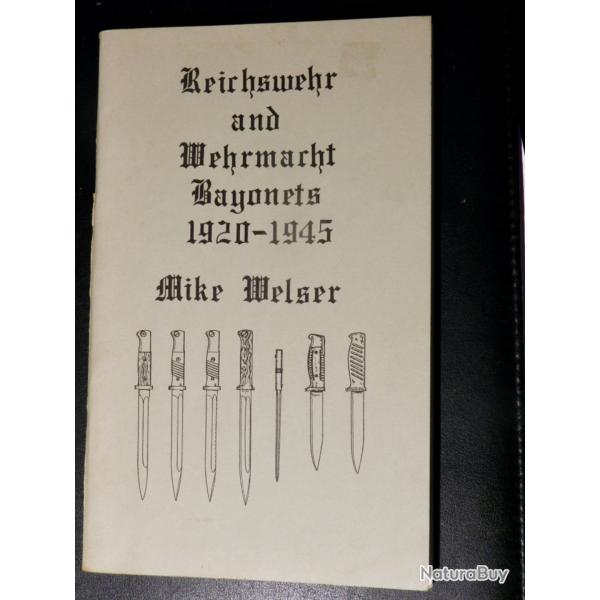 Reichswehr
and
Wehrmacht
Bayonets
1920-1945
Mike Welser
NaturaBuy